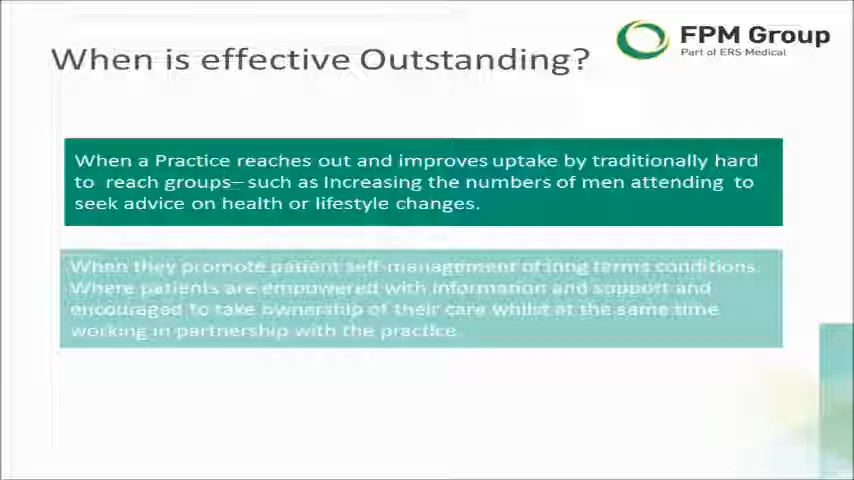 When is effective Outstanding?
FPM Group
Part of ERS Medical
When a Practice reaches out and improves uptake by traditionally hard
to reach groups– such as Increasing the numbers of men attending to
seek advice on health or lifestyle changes.
When they promote patient self-management of long terms conditions.
Where patients are empowered with information and support and
encouraged to take ownership of their care whilst at the same time
working in partnership with the practice.